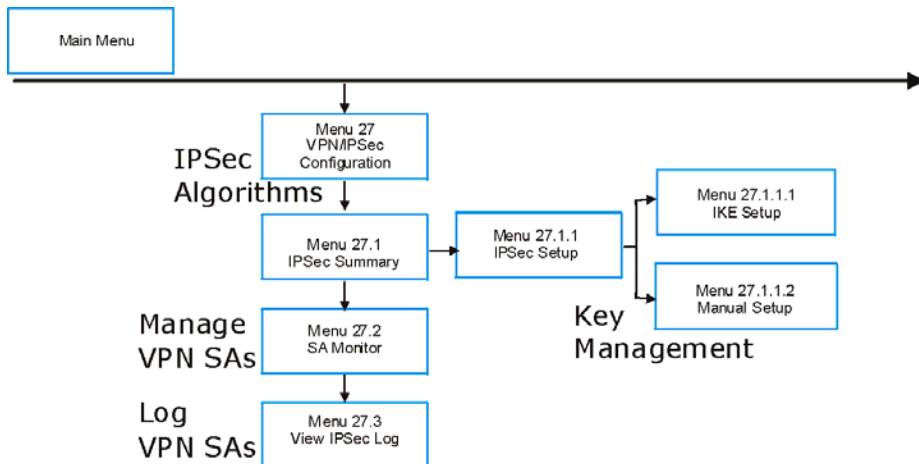 Main Menu
Menu 27
VPN/IPSec
Configuration
IPSec
Algorithms
Menu 27.1
IPSec Summary
Menu 27.1.1
IPSec Setup
Menu 27.1.1.1
IKE Setup
Menu 27.1.1.2
Manual Setup
Key
Management
Manage
VPN SAs
Menu 27.2
SA Monitor
Log
VPN SAs
Menu 27.3
View IPSec Log